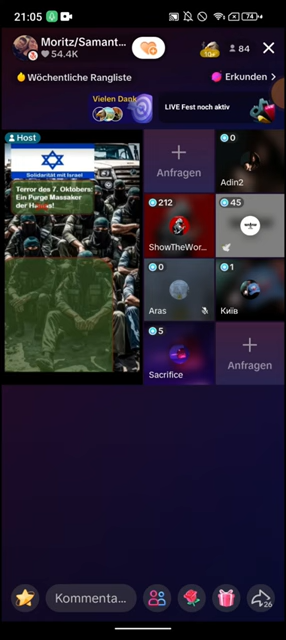 21:05
74
Moritz/Samant...
54.4K
10
84
Wöchentliche Rangliste
Erkunden
Vielen Dank
LIVE Fest noch aktiv
Host
Solidarität mit Israel
Terror des 7. Oktobers:
Ein Purge Massaker
der Hamas!
Anfragen
0
Adin2
212
ShowTheWor...
45
0
Aras
1
Київ
5
Sacrifice
Anfragen
Kommenta...
26